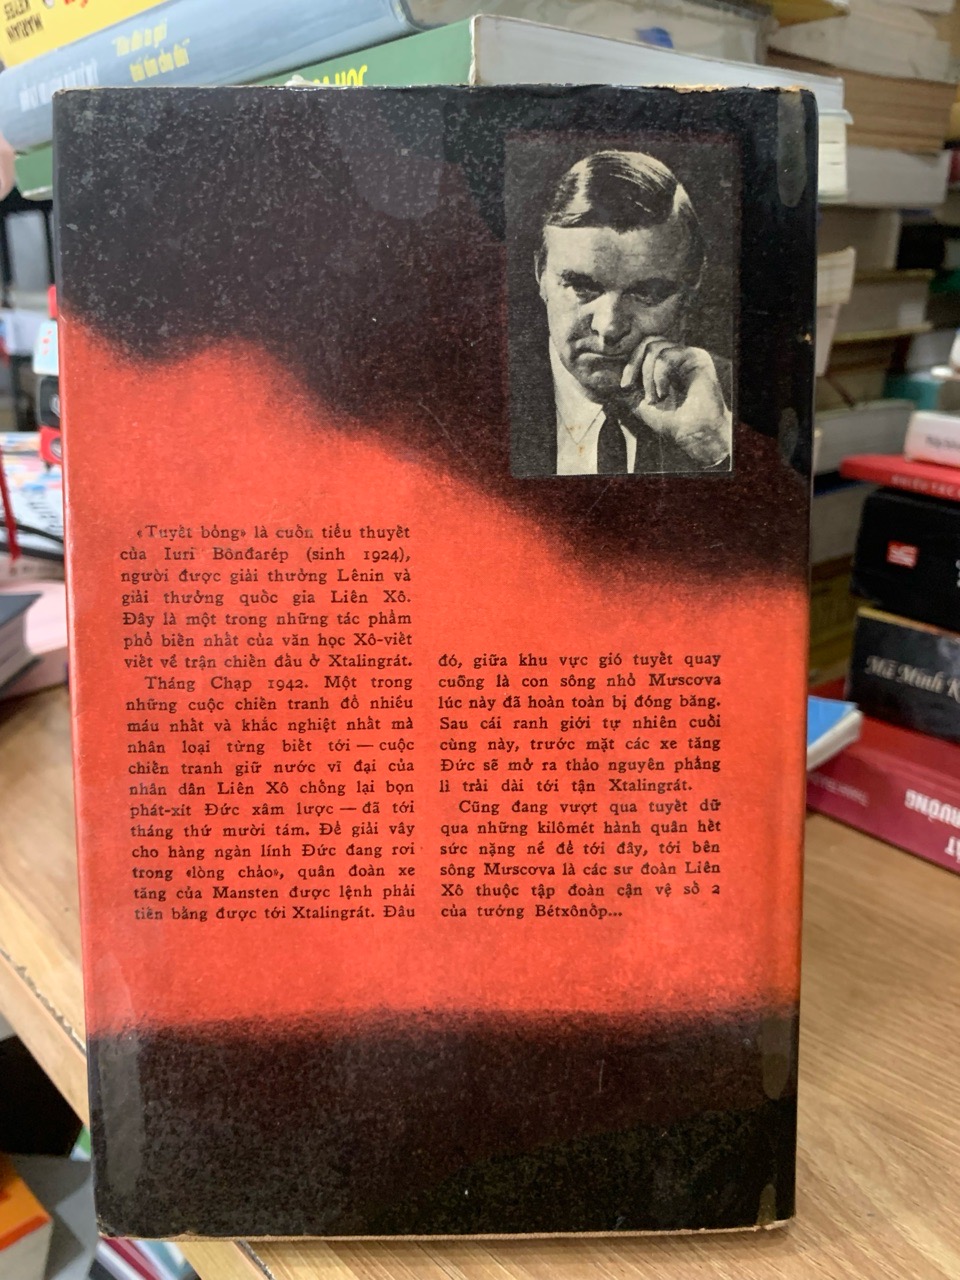 MARIAN
KEYES
HỌC
«Tuyết bỏng» là cuốn tiểu thuyết
của Iuri Bônđarép (sinh 1924),
người được giải thưởng Lênin và
giải thưởng quốc gia Liên Xô.
Đây là một trong những tác phẩm
phổ biến nhất của văn học Xô-viết
viết về trận chiến đấu ở Xtalingrát.
Tháng Chạp 1942. Một trong
những cuộc chiến tranh đổ nhiều
máu nhất và khắc nghiệt nhất mà
nhân loại từng biết tới — cuộc
chiến tranh giữ nước vĩ đại của
nhân dân Liên Xô chống lại bọn
phát-xít Đức xâm lược — đã tới
tháng thứ mười tám. Để giải vây
cho hàng ngàn lính Đức đang rơi
trong «lòng chảo», quân đoàn xe
tăng của Mansten được lệnh phải
tiến bằng được tới Xtalingrát. Đâu
đó, giữa khu vực gió tuyết quay
cuồng là con sông nhỏ Mưscova
lúc này đã hoàn toàn bị đóng băng.
Sau cái ranh giới tự nhiên cuối
cùng này, trước mặt các xe tăng
Đức sẽ mở ra thảo nguyên phẳng
lì trải dài tới tận Xtalingrát.
Cũng đang vượt qua tuyết dữ
qua những kilômét hành quân hết
sức nặng nề để tới đây, tới bên
sông Mưscova là các sư đoàn Liên
Xô thuộc tập đoàn cận vệ số 2
của tướng Bétxônốp...